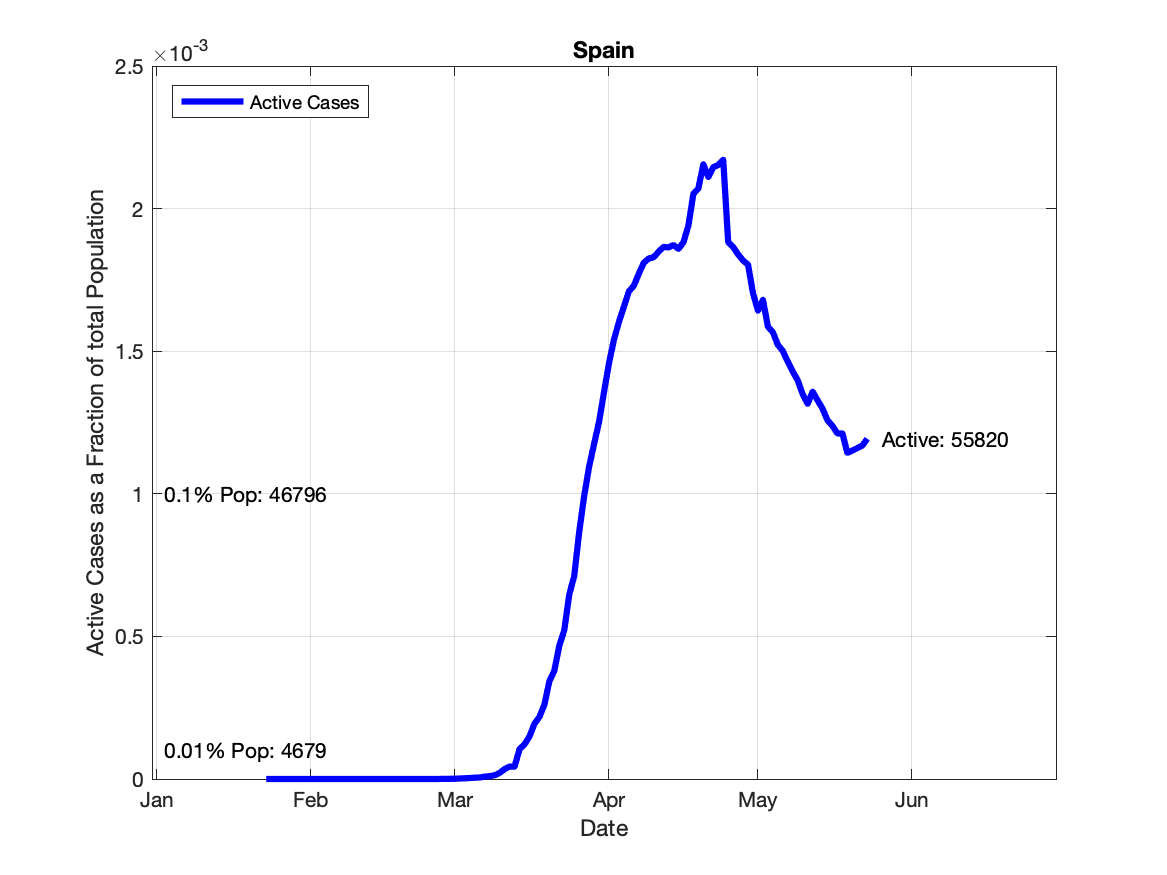 Spain
×10-3
2.5
2
1.5
1
0.5
0
Active Cases
Active: 55820
0.1% Pop: 46796
0.01% Pop: 4679
Active Cases as a Fraction of total Population
Jan Feb Mar Apr May Jun
Date